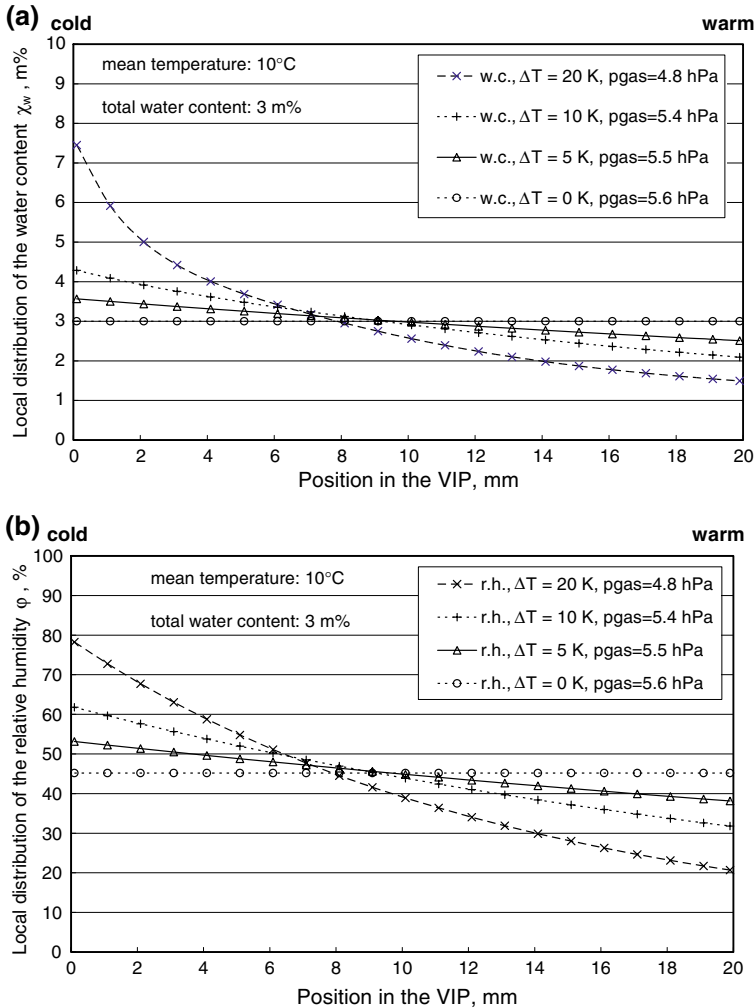 (a)
cold
warm
Local distribution of the water content χw, m%
10
9
8
7
6
5
4
3
2
1
0
mean temperature: 10°C
total water content: 3 m%
w.c., ΔT = 20 K, pgas=4.8 hPa
w.c., ΔT = 10 K, pgas=5.4 hPa
w.c., ΔT = 5 K, pgas=5.5 hPa
w.c., ΔT = 0 K, pgas=5.6 hPa
0 2 4 6 8 10 12 14 16 18 20
Position in the VIP, mm
(b)
cold
warm
Local distribution of the relative humidity φ, %
100
90
80
70
60
50
40
30
20
10
0
mean temperature: 10°C
total water content: 3 m%
r.h., ΔT = 20 K, pgas=4.8 hPa
r.h., ΔT = 10 K, pgas=5.4 hPa
r.h., ΔT = 5 K, pgas=5.5 hPa
r.h., ΔT = 0 K, pgas=5.6 hPa
0 2 4 6 8 10 12 14 16 18 20
Position in the VIP, mm